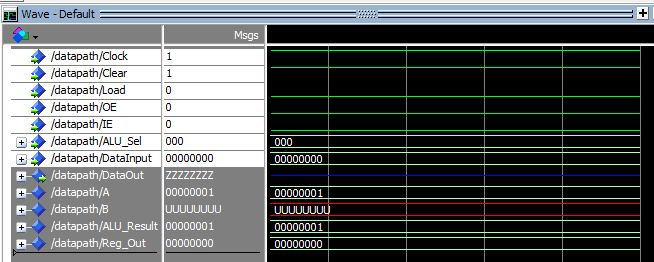 Wave - Default
Msgs
/datapath/Clock 1
/datapath/Clear 1
/datapath/Load 0
/datapath/OE 0
/datapath/IE 0
/datapath/ALU_Sel 000 000
/datapath/DataInput 00000000 00000000
/datapath/DataOut ZZZZZZZZ
/datapath/A 00000001 00000001
/datapath/B UUUUUUUU UUUUUUUU
/datapath/ALU_Result 00000001 00000001
/datapath/Reg_Out 00000000 00000000